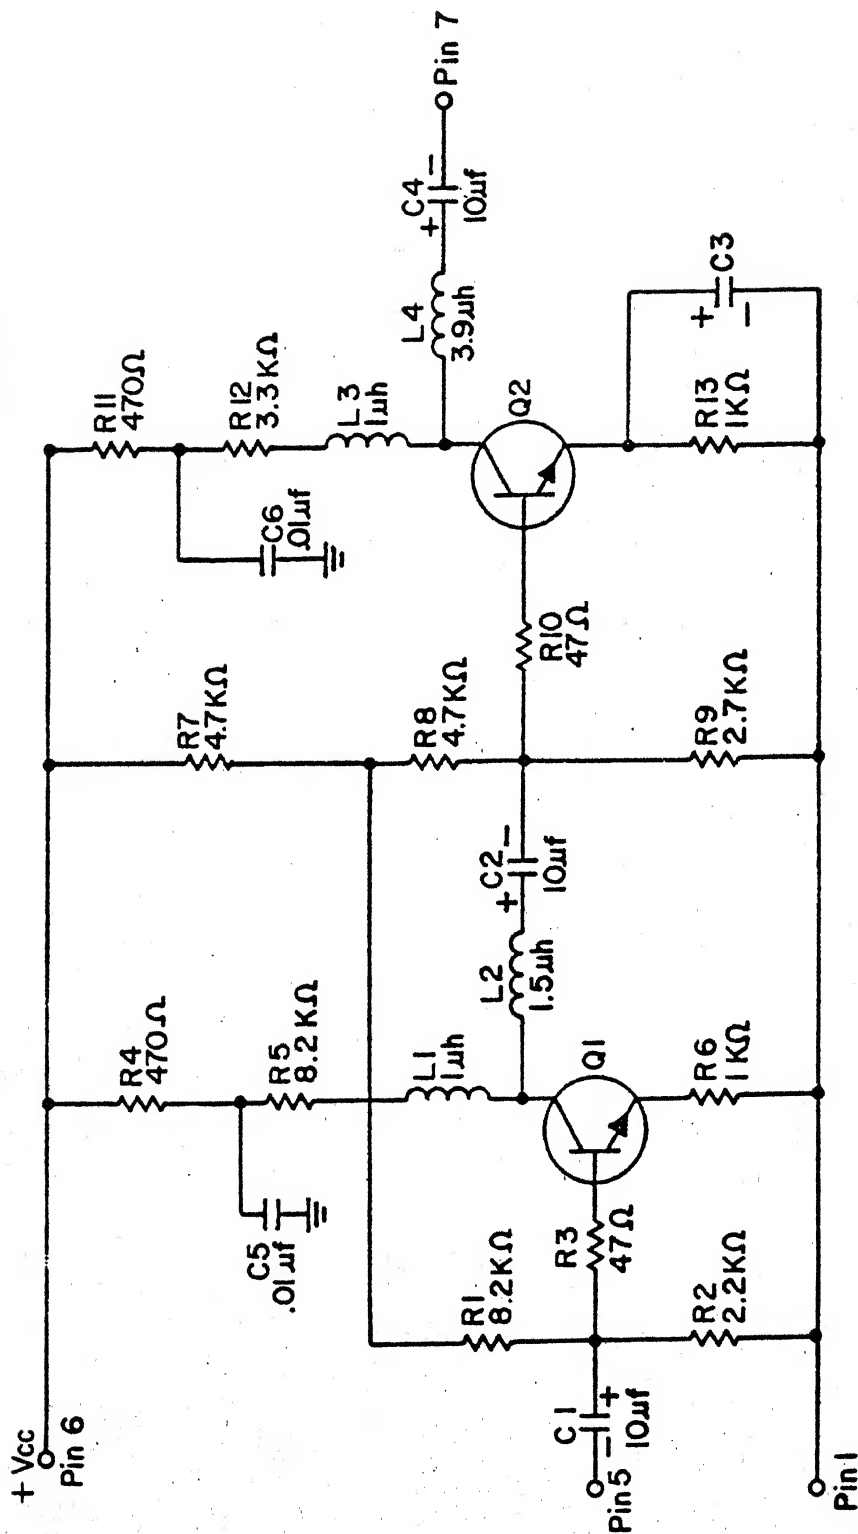 + Vcc
Pin 6
R4
470Ω
R5
8.2KΩ
C5
.01µf
L1
1µh
R7
4.7KΩ
R8
4.7KΩ
R11
470Ω
R12
3.3KΩ
L3
1µh
C6
.01µf
L4
3.9µh
+ C4 −
10µf
Pin 7
R1
8.2KΩ
C1
− +
10µf
Pin5
R3
47Ω
Q1
L2
1.5µh
+ C2 −
10µf
R10
47Ω
Q2
R2
2.2KΩ
R6
1KΩ
R9
2.7KΩ
R13
1KΩ
+
−
C3
Pin1